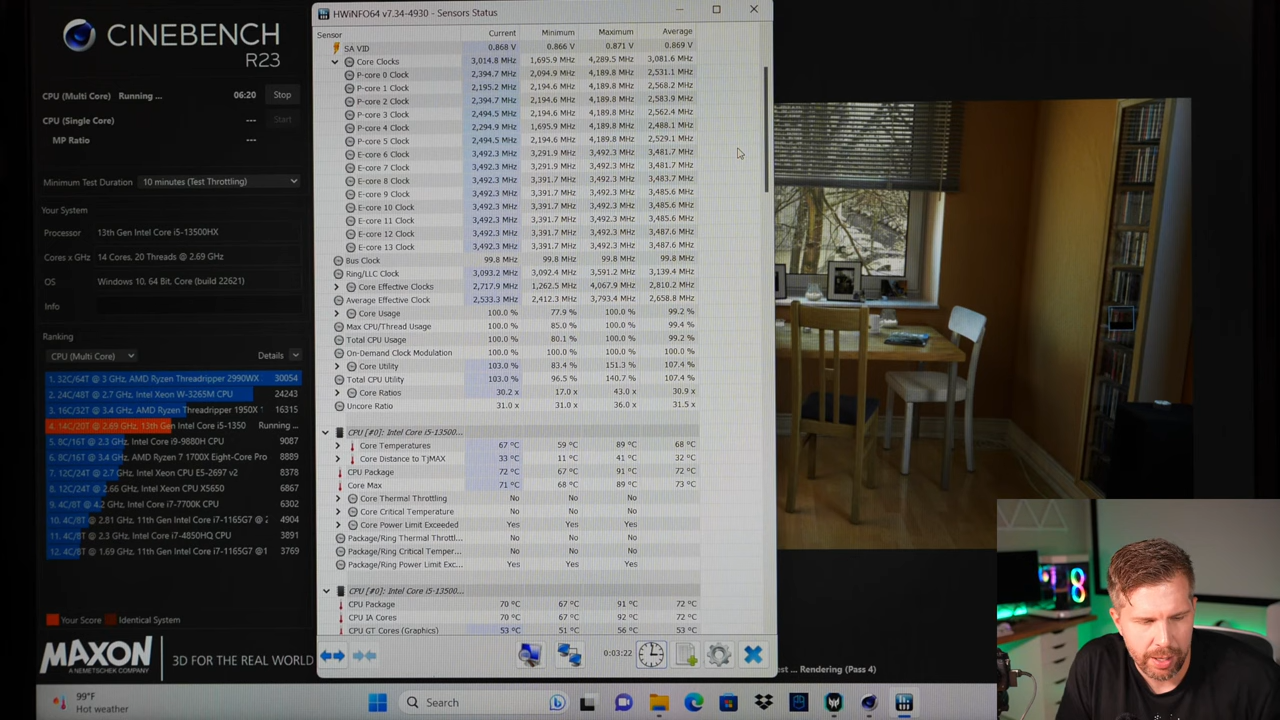 CINEBENCH
R23
CPU (Multi Core) Running ... 06:20 Stop
CPU (Single Core) --- Start
MP Ratio ---
Minimum Test Duration 10 minutes (Test Throttling)
Your System
Processor 13th Gen Intel Core i5-13500HX
Cores x GHz 14 Cores, 20 Threads @ 2.69 GHz
OS Windows 10, 64 Bit, Core (build 22621)
Info
Ranking
CPU (Multi Core) Details
1. 32C/64T @ 3 GHz, AMD Ryzen Threadripper 2990WX 30054
2. 24C/48T @ 2.7 GHz, Intel Xeon W-3265M CPU 24243
3. 16C/32T @ 3.4 GHz, AMD Ryzen Threadripper 1950X 16315
4. 14C/20T @ 2.69 GHz, 13th Gen Intel Core i5-1350 Running ...
5. 8C/16T @ 2.3 GHz, Intel Core i9-9880H CPU 9087
6. 8C/16T @ 3.4 GHz, AMD Ryzen 7 1700X Eight-Core Pro 8889
7. 12C/24T @ 2.7 GHz, Intel Xeon CPU E5-2697 v2 8378
8. 12C/24T @ 2.66 GHz, Intel Xeon CPU X5650 6867
9. 4C/8T @ 4.2 GHz, Intel Core i7-7700K CPU 6302
10. 4C/8T @ 2.81 GHz, 11th Gen Intel Core i7-1165G7 @ 2 4904
11. 4C/8T @ 2.3 GHz, Intel Core i7-4850HQ CPU 3891
12. 4C/8T @ 1.69 GHz, 11th Gen Intel Core i7-1165G7 @1 3769
Your Score Identical System
MAXON
A NEMETSCHEK COMPANY
3D FOR THE REAL WORLD
HWiNFO64 v7.34-4930 - Sensors Status
Sensor Current Minimum Maximum Average
SA VID 0.868 V 0.866 V 0.871 V 0.869 V
Core Clocks 3,014.8 MHz 1,695.9 MHz 4,289.5 MHz 3,081.6 MHz
P-core 0 Clock 2,394.7 MHz 2,094.9 MHz 4,189.8 MHz 2,531.1 MHz
P-core 1 Clock 2,195.2 MHz 2,194.6 MHz 4,189.8 MHz 2,568.2 MHz
P-core 2 Clock 2,394.7 MHz 2,194.6 MHz 4,189.8 MHz 2,583.9 MHz
P-core 3 Clock 2,494.5 MHz 2,194.6 MHz 4,189.8 MHz 2,562.4 MHz
P-core 4 Clock 2,294.9 MHz 1,695.9 MHz 4,189.8 MHz 2,488.1 MHz
P-core 5 Clock 2,494.5 MHz 2,194.6 MHz 4,189.8 MHz 2,529.1 MHz
E-core 6 Clock 3,492.3 MHz 3,291.9 MHz 3,492.3 MHz 3,481.7 MHz
E-core 7 Clock 3,492.3 MHz 3,291.9 MHz 3,492.3 MHz 3,481.7 MHz
E-core 8 Clock 3,492.3 MHz 3,391.7 MHz 3,492.3 MHz 3,483.7 MHz
E-core 9 Clock 3,492.3 MHz 3,391.7 MHz 3,492.3 MHz 3,485.6 MHz
E-core 10 Clock 3,492.3 MHz 3,391.7 MHz 3,492.3 MHz 3,485.6 MHz
E-core 11 Clock 3,492.3 MHz 3,391.7 MHz 3,492.3 MHz 3,485.6 MHz
E-core 12 Clock 3,492.3 MHz 3,391.3 MHz 3,492.3 MHz 3,487.6 MHz
E-core 13 Clock 3,492.3 MHz 3,391.3 MHz 3,492.3 MHz 3,487.6 MHz
Bus Clock 99.8 MHz 99.8 MHz 99.8 MHz 99.8 MHz
Ring/LLC Clock 3,093.2 MHz 3,092.4 MHz 3,591.2 MHz 3,139.4 MHz
Core Effective Clocks 2,717.9 MHz 1,262.5 MHz 4,067.9 MHz 2,810.2 MHz
Average Effective Clock 2,533.3 MHz 2,412.3 MHz 3,793.4 MHz 2,658.8 MHz
Core Usage 100.0 % 77.9 % 100.0 % 99.2 %
Max CPU/Thread Usage 100.0 % 85.0 % 100.0 % 99.4 %
Total CPU Usage 100.0 % 80.1 % 100.0 % 99.2 %
On-Demand Clock Modulation 100.0 % 100.0 % 100.0 % 100.0 %
Core Utility 103.0 % 83.4 % 151.3 % 107.4 %
Total CPU Utility 103.0 % 96.5 % 140.7 % 107.4 %
Core Ratios 30.2 x 17.0 x 43.0 x 30.9 x
Uncore Ratio 31.0 x 31.0 x 36.0 x 31.5 x
CPU [#0]: Intel Core i5-13500...
Core Temperatures 67 °C 59 °C 89 °C 68 °C
Core Distance to TjMAX 33 °C 11 °C 41 °C 32 °C
CPU Package 72 °C 67 °C 91 °C 72 °C
Core Max 71 °C 68 °C 89 °C 73 °C
Core Thermal Throttling No No No
Core Critical Temperature No No No
Core Power Limit Exceeded Yes Yes Yes
Package/Ring Thermal Throttl... No No No
Package/Ring Critical Temper... No No No
Package/Ring Power Limit Exc... Yes Yes Yes
CPU [#0]: Intel Core i5-13500...
CPU Package 70 °C 67 °C 91 °C 72 °C
CPU IA Cores 70 °C 67 °C 92 °C 72 °C
CPU GT Cores (Graphics) 53 °C 51 °C 56 °C 53 °C
0:03:22
st ... Rendering (Pass 4)
99°F
Hot weather
Search